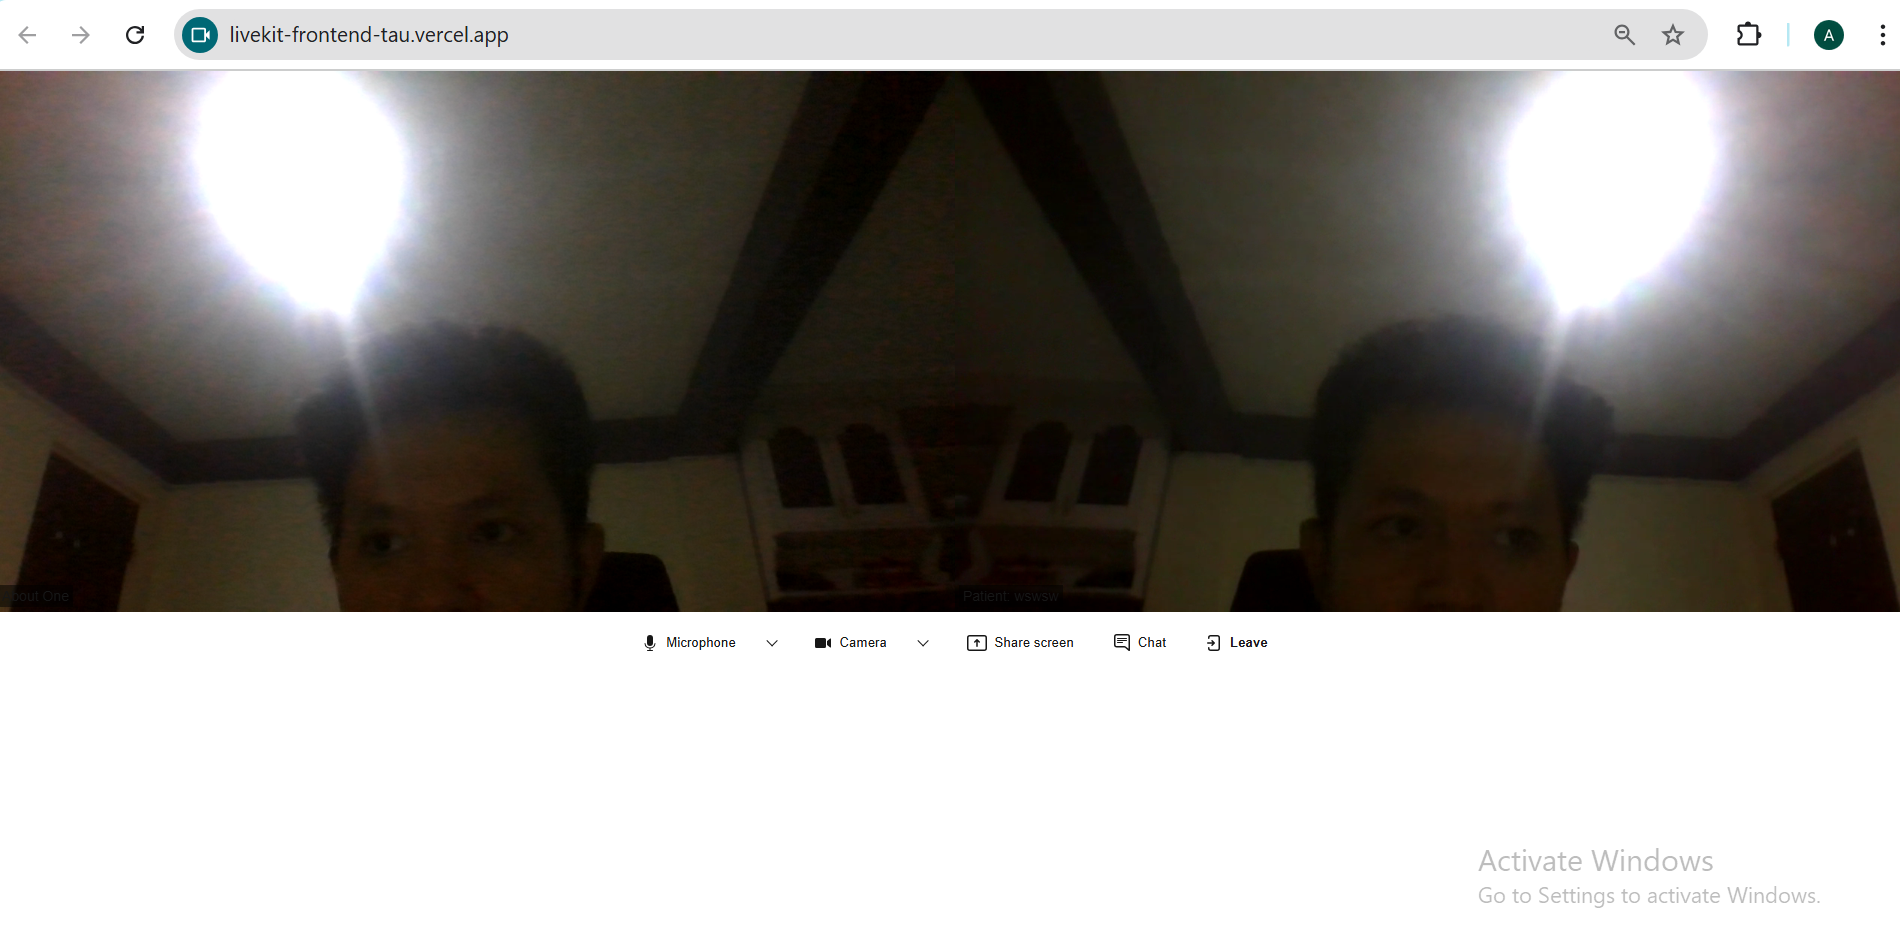 livekit-frontend-tau.vercel.app
A
out One
Patient: wswsw
Microphone
Camera
Share screen
Chat
Leave
Activate Windows
Go to Settings to activate Windows.